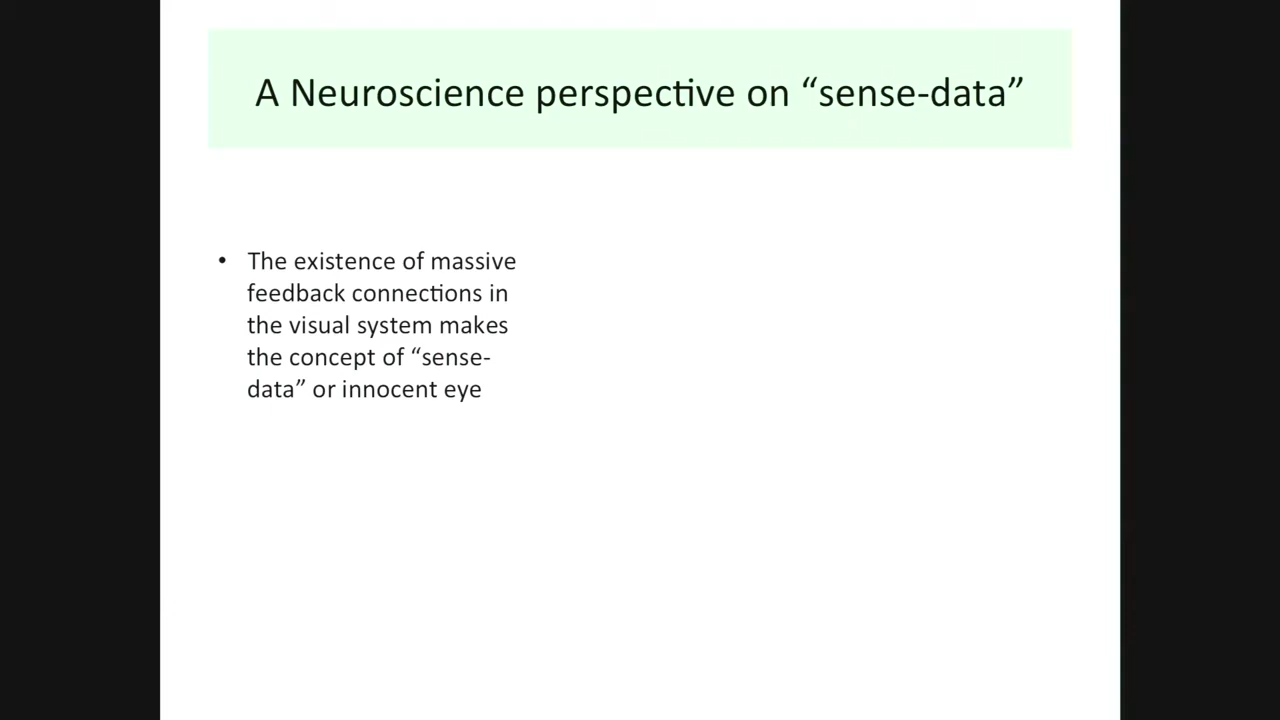 A Neuroscience perspective on “sense-data”
• The existence of massive
feedback connections in
the visual system makes
the concept of “sense-
data” or innocent eye